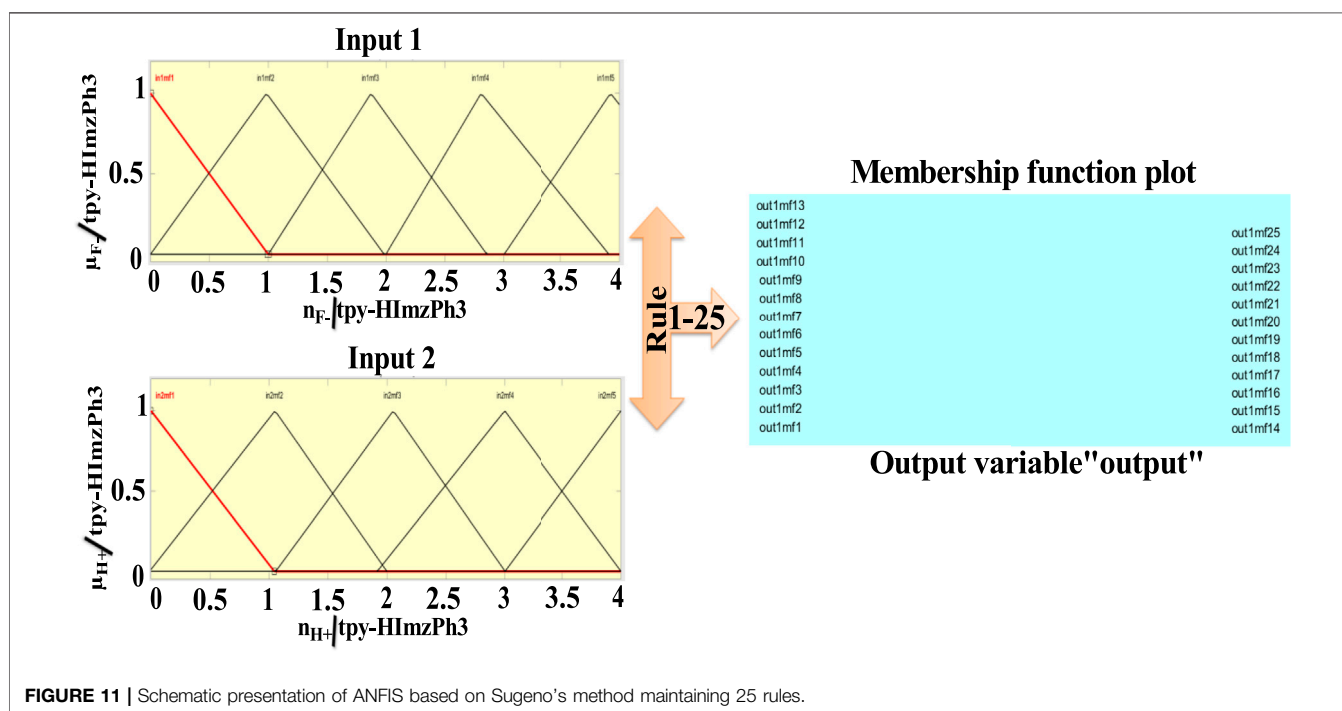 Input 1
in1mf1 in1mf2 in1mf3 in1mf4 in1mf5
μF-/tpy-HImzPh3
1
0.5
0
0 0.5 1 1.5 2 2.5 3 3.5 4
nF-/tpy-HImzPh3
Input 2
in2mf1 in2mf2 in2mf3 in2mf4 in2mf5
μH+/tpy-HImzPh3
1
0.5
0
0 0.5 1 1.5 2 2.5 3 3.5 4
nH+/tpy-HImzPh3
Rule
1-25
Membership function plot
out1mf13
out1mf12
out1mf11
out1mf10
out1mf9
out1mf8
out1mf7
out1mf6
out1mf5
out1mf4
out1mf3
out1mf2
out1mf1
out1mf25
out1mf24
out1mf23
out1mf22
out1mf21
out1mf20
out1mf19
out1mf18
out1mf17
out1mf16
out1mf15
out1mf14
Output variable"output"
FIGURE 11 | Schematic presentation of ANFIS based on Sugeno's method maintaining 25 rules.